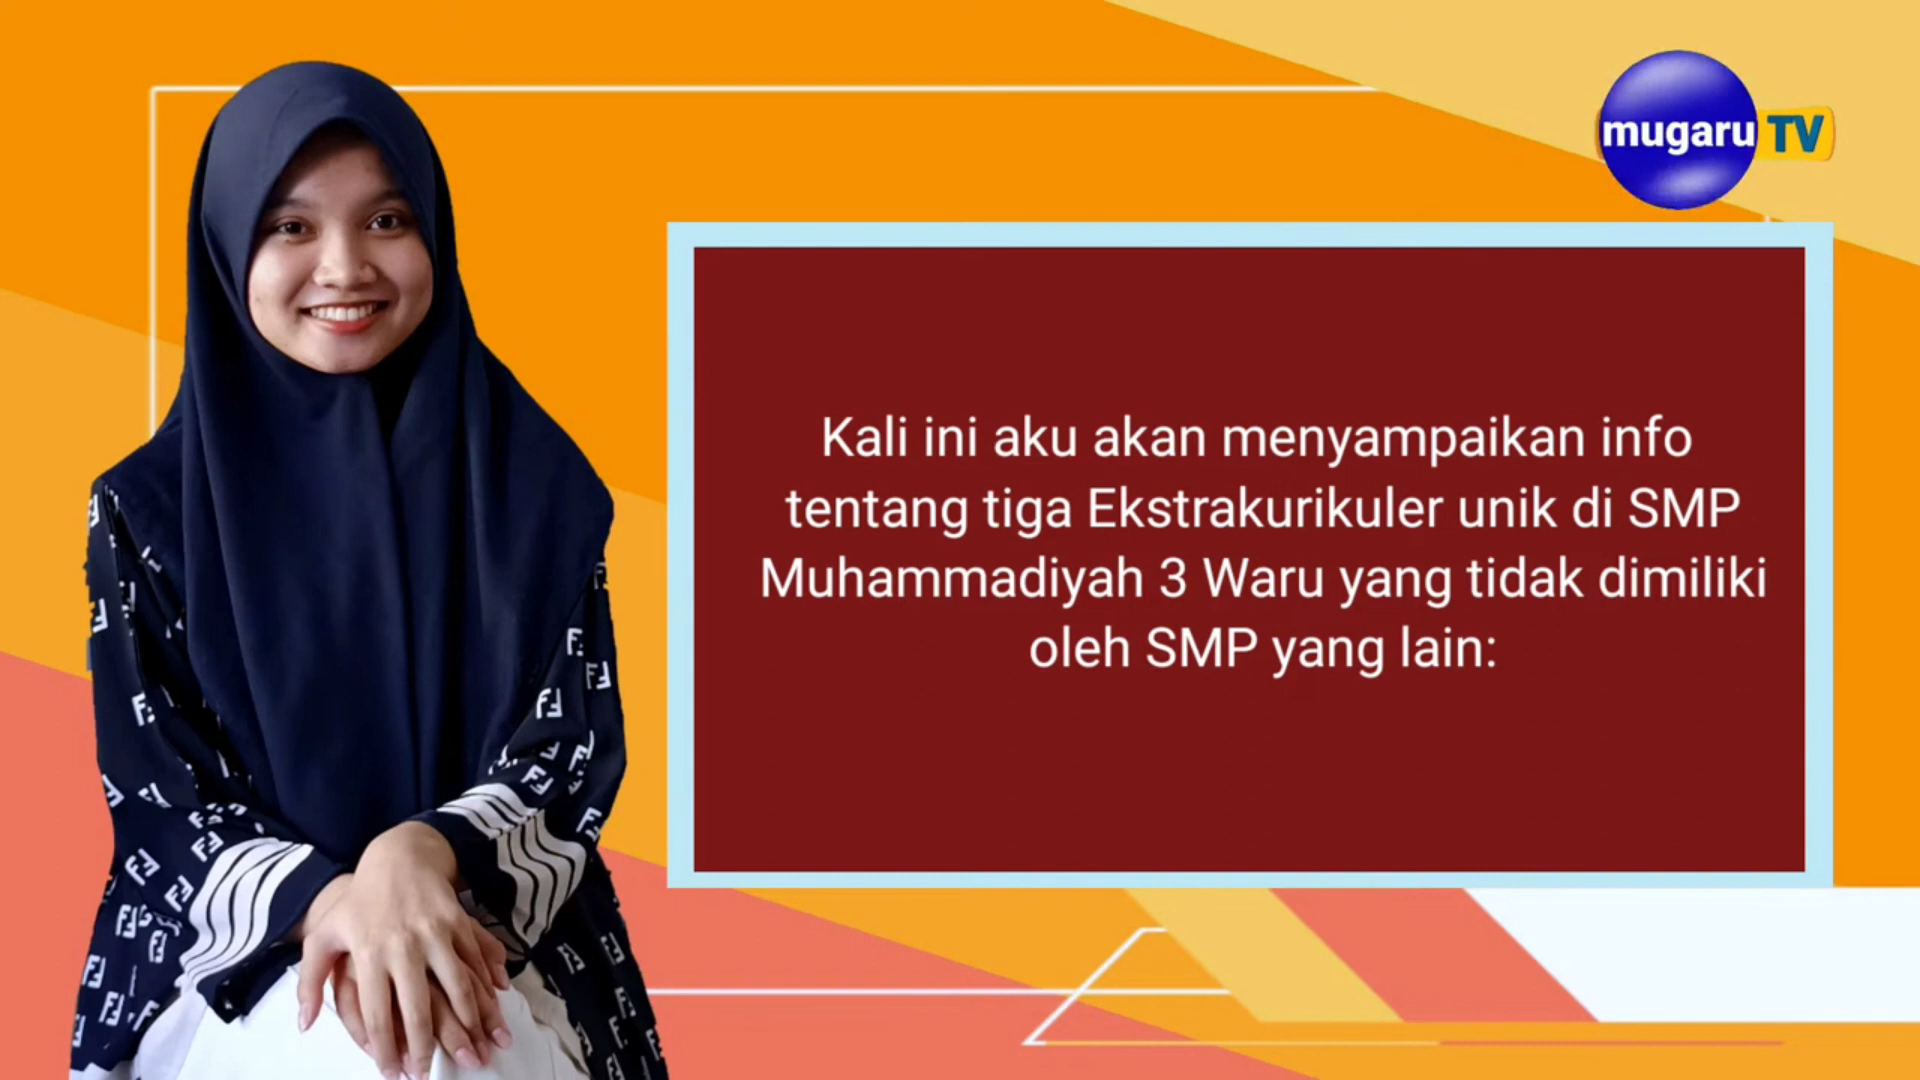 mugaru TV
Kali ini aku akan menyampaikan info
tentang tiga Ekstrakurikuler unik di SMP
Muhammadiyah 3 Waru yang tidak dimiliki
oleh SMP yang lain: